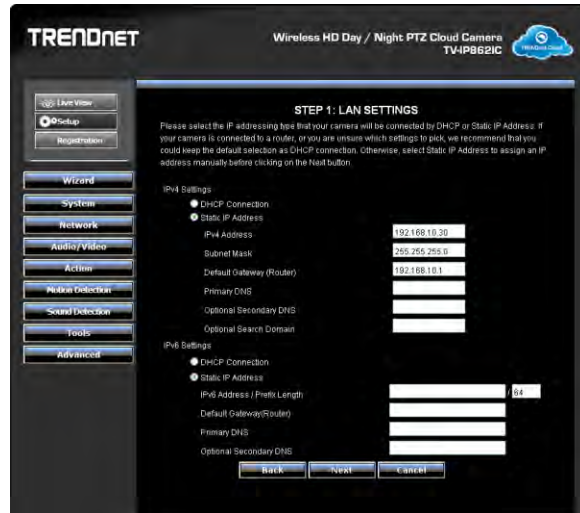 TRENDNET
Wireless HD Day / Night PTZ Cloud Camera
TV-IP862IC
TRENDnet Cloud
Live View
Setup
Registration
Wizard
System
Network
Audio/Video
Action
Motion Detection
Sound Detection
Tools
Advanced
STEP 1: LAN SETTINGS
Please select the IP addressing type that your camera will be connected by DHCP or Static IP Address. If
your camera is connected to a router, or you are unsure which settings to pick, we recommend that you
could keep the default selection as DHCP connection. Otherwise, select Static IP Address to assign an IP
address manually before clicking on the Next button.
IPv4 Settings
DHCP Connection
Static IP Address
IPv4 Address 192.168.10.30
Subnet Mask 255.255.255.0
Default Gateway (Router) 192.168.10.1
Primary DNS
Optional Secondary DNS
Optional Search Domain
IPv6 Settings
DHCP Connection
Static IP Address
IPv6 Address / Prefix Length / 64
Default Gateway(Router)
Primary DNS
Optional Secondary DNS
Back Next Cancel